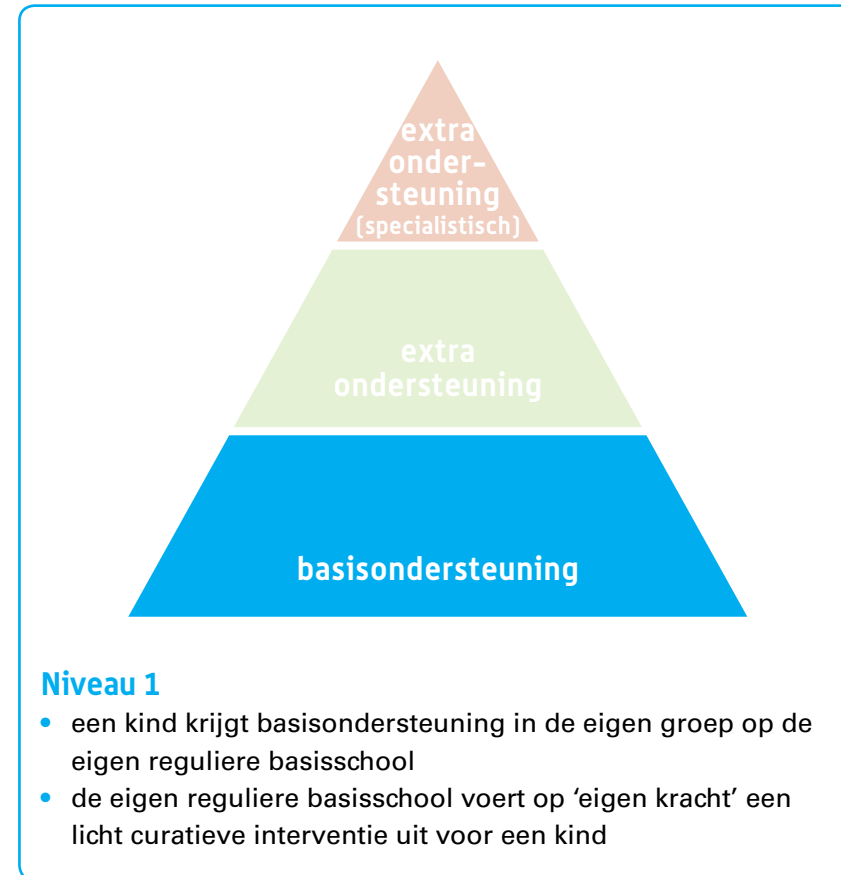 extra
onder-
steuning
(specialistisch)
extra
ondersteuning
basisondersteuning
Niveau 1
• een kind krijgt basisondersteuning in de eigen groep op de
eigen reguliere basisschool
• de eigen reguliere basisschool voert op ‘eigen kracht’ een
licht curatieve interventie uit voor een kind